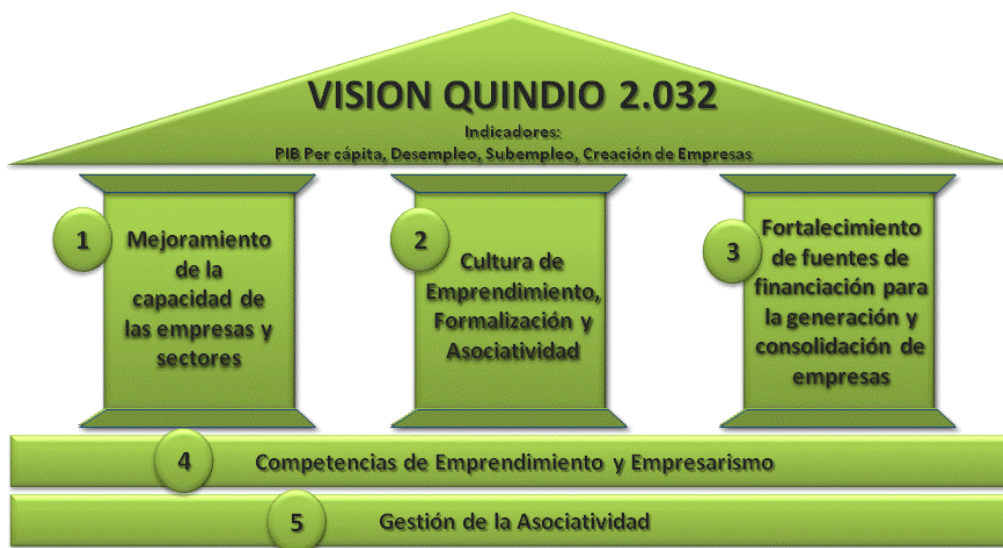 VISION QUINDIO 2.032
Indicadores:
PIB Per cápita, Desempleo, Subempleo, Creación de Empresas
1
Mejoramiento
de la
capacidad de
las empresas y
sectores
2
Cultura de
Emprendimiento,
Formalización y
Asociatividad
3
Fortalecimiento
de fuentes de
financiación para
la generación y
consolidación de
empresas
4
Competencias de Emprendimiento y Empresarismo
5
Gestión de la Asociatividad